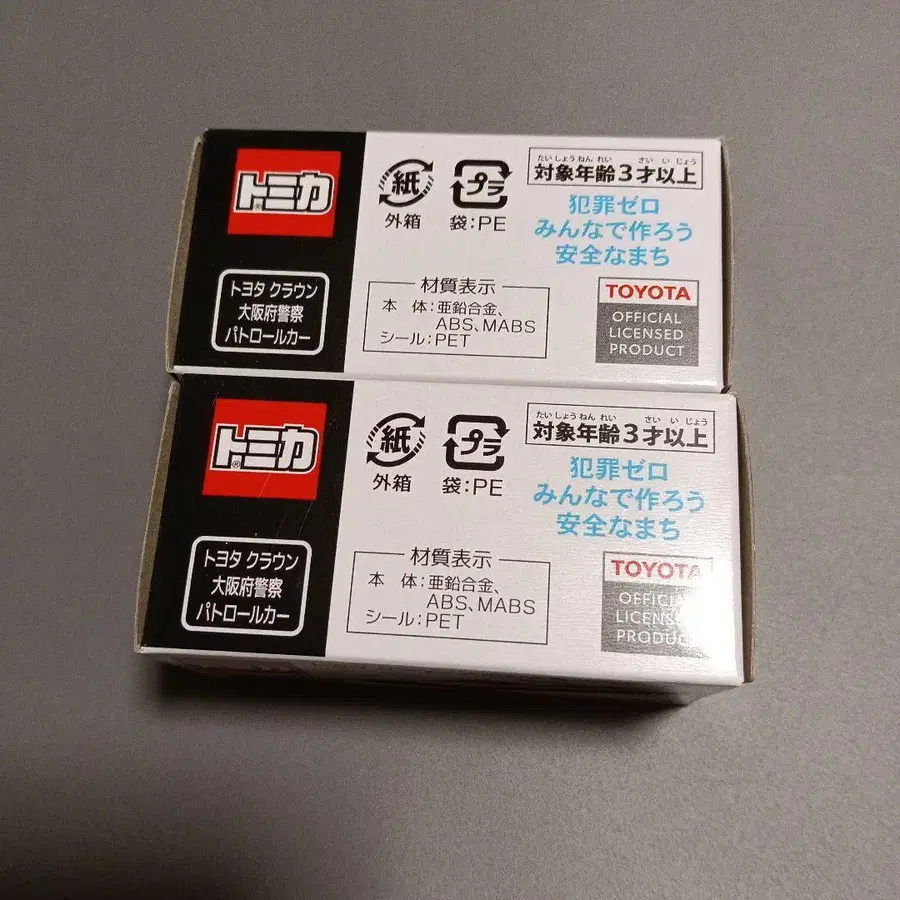 トミカ®
トヨタ クラウン
大阪府警察
パトロールカー
紙
外箱
プラ
袋:PE
たいしょうねんれい さいいじょう
対象年齢3才以上
犯罪ゼロ
みんなで作ろう
安全なまち
材質表示
本 体:亜鉛合金、
ABS、MABS
シール:PET
TOYOTA
OFFICIAL
LICENSED
PRODUCT
トミカ®
トヨタ クラウン
大阪府警察
パトロールカー
紙
外箱
プラ
袋:PE
たいしょうねんれい さいいじょう
対象年齢3才以上
犯罪ゼロ
みんなで作ろう
安全なまち
材質表示
本 体:亜鉛合金、
ABS、MABS
シール:PET
TOYOTA
OFFICIAL
LICENSED
PRODUCT